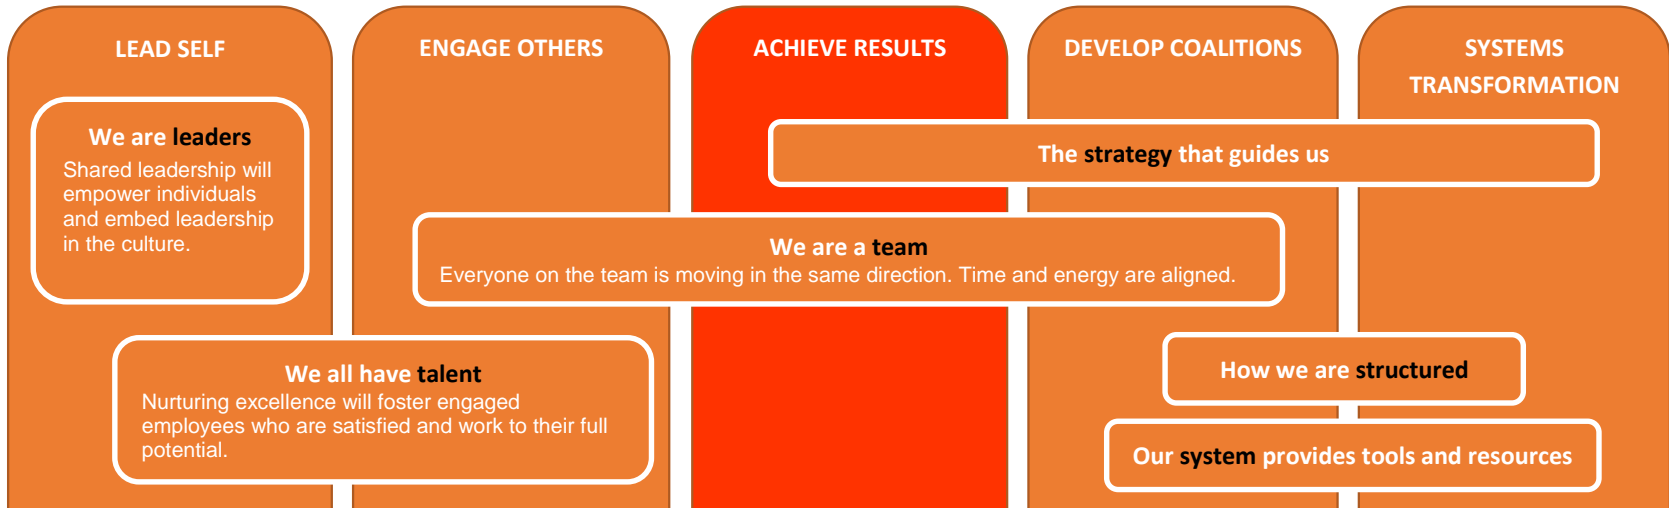 LEAD SELF
ENGAGE OTHERS
ACHIEVE RESULTS
DEVELOP COALITIONS
SYSTEMS
TRANSFORMATION
We are leaders
Shared leadership will
empower individuals
and embed leadership
in the culture.
The strategy that guides us
We are a team
Everyone on the team is moving in the same direction. Time and energy are aligned.
We all have talent
Nurturing excellence will foster engaged
employees who are satisfied and work to their full
potential.
How we are structured
Our system provides tools and resources